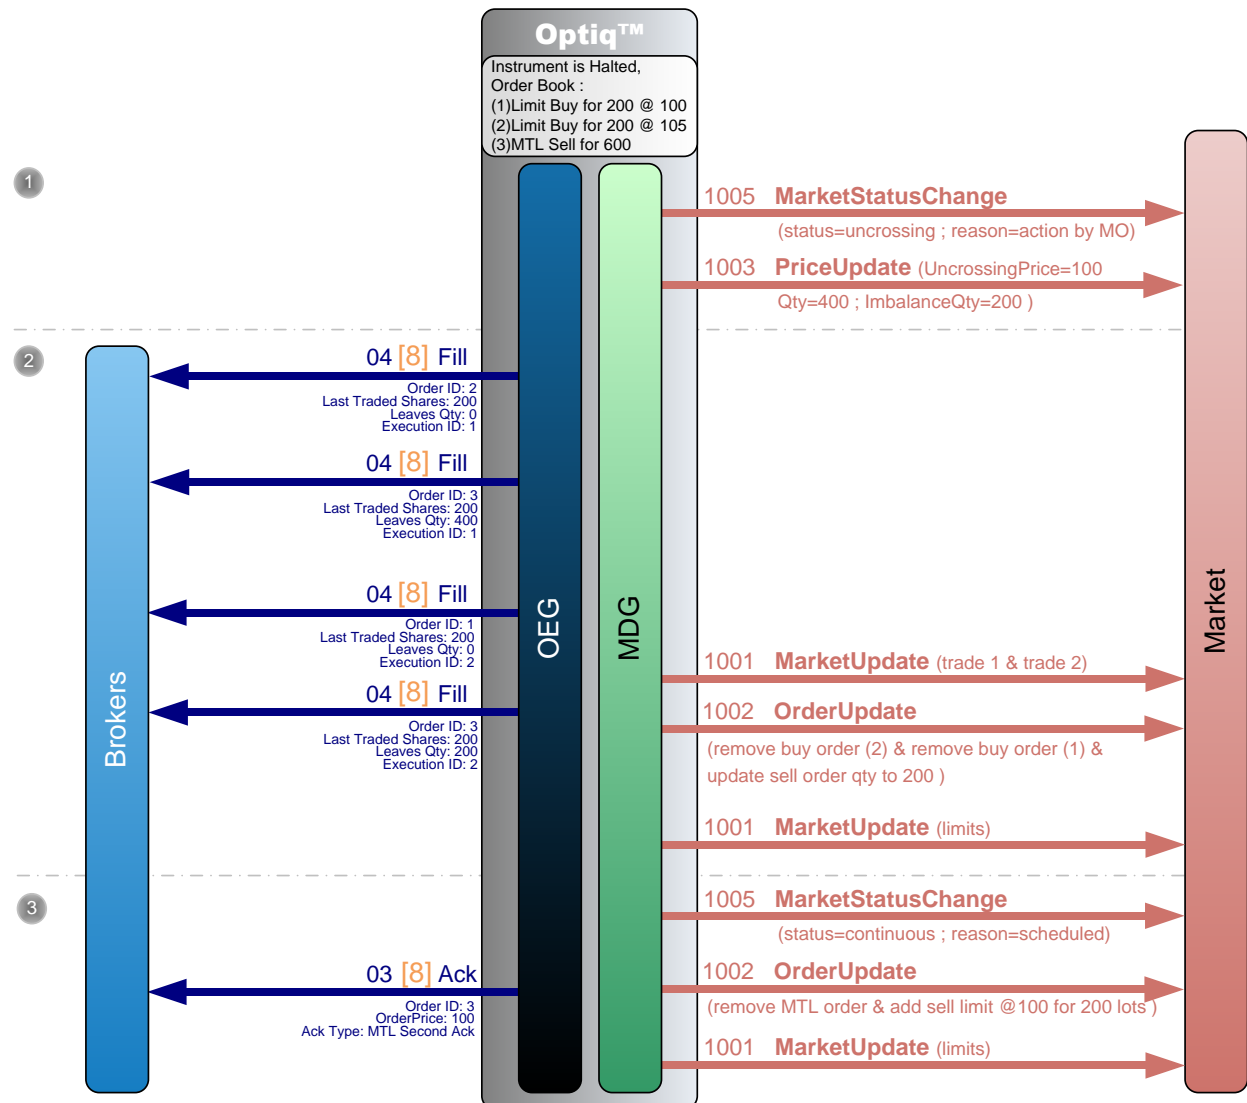 Optiq™
Instrument is Halted,
Order Book :
(1)Limit Buy for 200 @ 100
(2)Limit Buy for 200 @ 105
(3)MTL Sell for 600
1
1005 MarketStatusChange
(status=uncrossing ; reason=action by MO)
1003 PriceUpdate (UncrossingPrice=100
Qty=400 ; ImbalanceQty=200 )
2
04 [8] Fill
Order ID: 2
Last Traded Shares: 200
Leaves Qty: 0
Execution ID: 1
04 [8] Fill
Order ID: 3
Last Traded Shares: 200
Leaves Qty: 400
Execution ID: 1
04 [8] Fill
Order ID: 1
Last Traded Shares: 200
Leaves Qty: 0
Execution ID: 2
04 [8] Fill
Order ID: 3
Last Traded Shares: 200
Leaves Qty: 200
Execution ID: 2
Brokers
OEG
MDG
Market
1001 MarketUpdate (trade 1 & trade 2)
1002 OrderUpdate
(remove buy order (2) & remove buy order (1) &
update sell order qty to 200 )
1001 MarketUpdate (limits)
3
1005 MarketStatusChange
(status=continuous ; reason=scheduled)
03 [8] Ack
Order ID: 3
OrderPrice: 100
Ack Type: MTL Second Ack
1002 OrderUpdate
(remove MTL order & add sell limit @100 for 200 lots )
1001 MarketUpdate (limits)